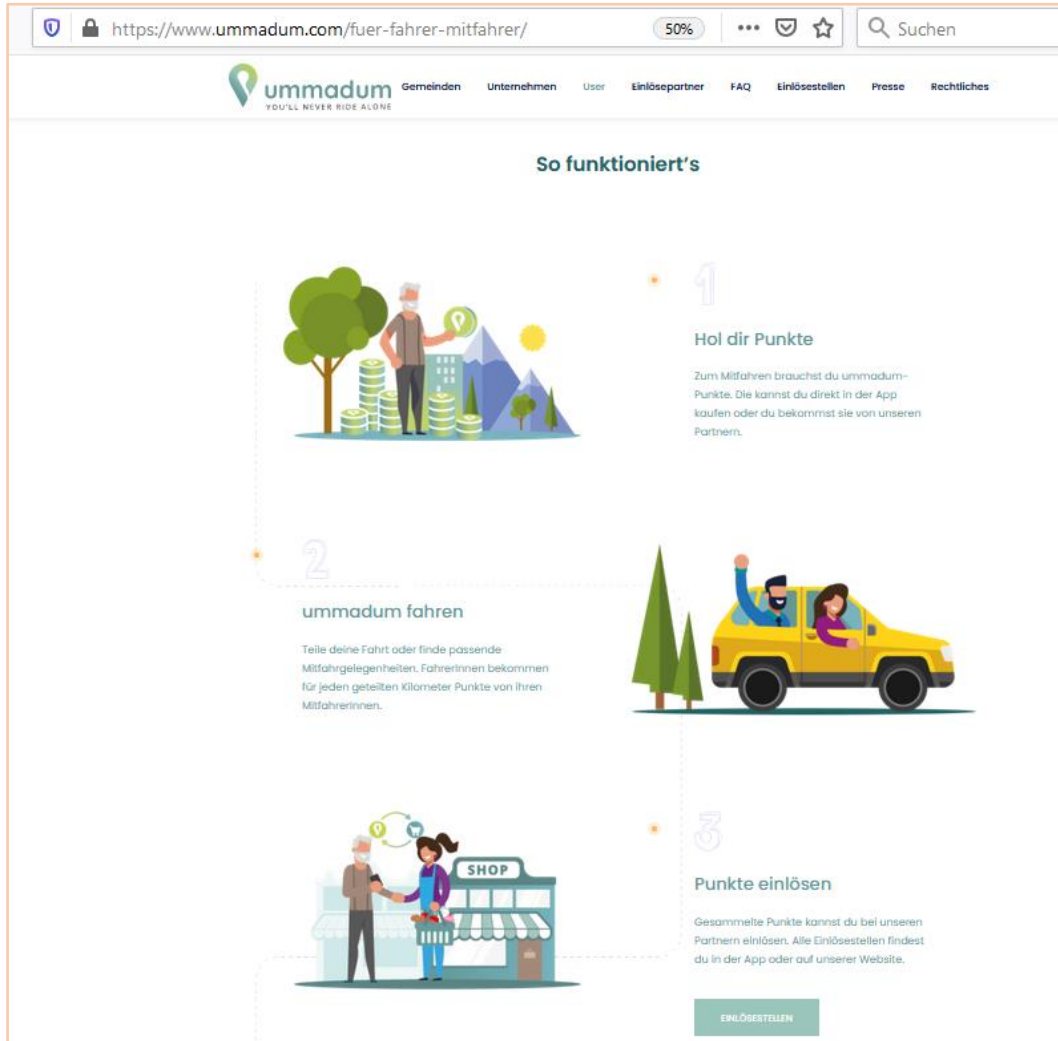 https://www.ummadum.com/fuer-fahrer-mitfahrer/ 50% Suchen
ummadum
YOU'LL NEVER RIDE ALONE
Gemeinden Unternehmen User Einlösepartner FAQ Einlösestellen Presse Rechtliches
So funktioniert's
1
Hol dir Punkte
Zum Mitfahren brauchst du ummadum-
Punkte. Die kannst du direkt in der App
kaufen oder du bekommst sie von unseren
Partnern.
2
ummadum fahren
Teile deine Fahrt oder finde passende
Mitfahrgelegenheiten. FahrerInnen bekommen
für jeden geteilten Kilometer Punkte von ihren
MitfahrerInnen.
SHOP
3
Punkte einlösen
Gesammelte Punkte kannst du bei unseren
Partnern einlösen. Alle Einlösestellen findest
du in der App oder auf unserer Website.
EINLÖSESTELLEN